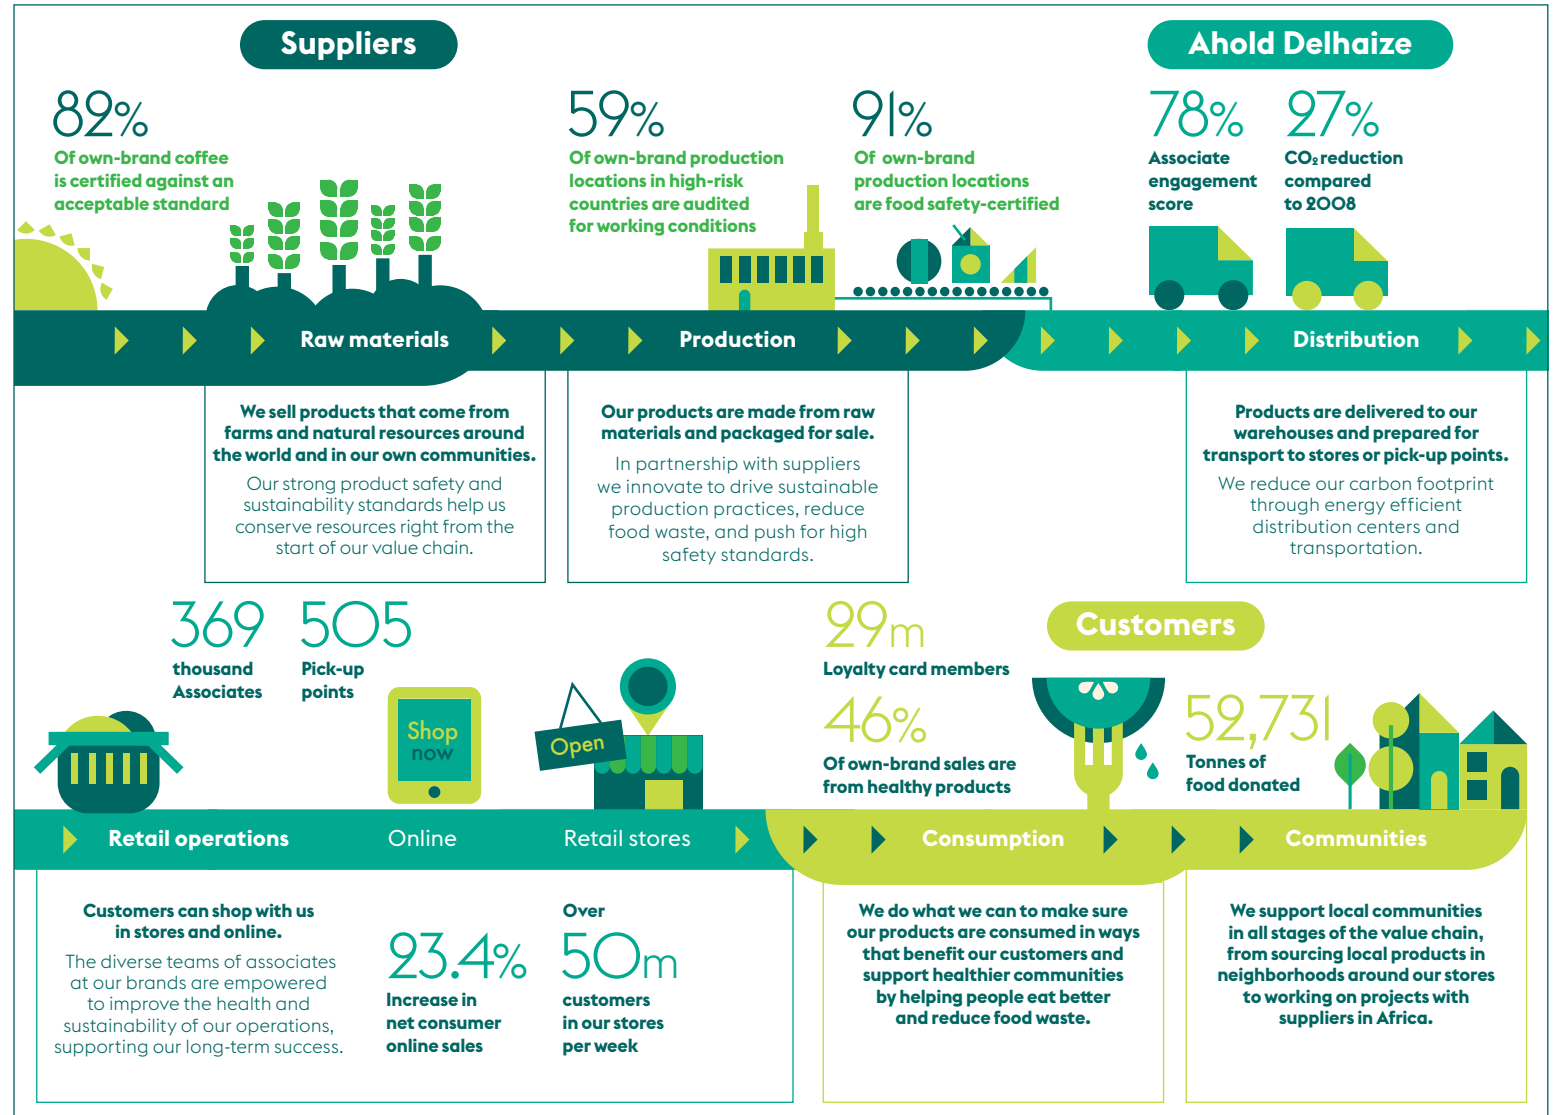 Suppliers
Ahold Delhaize
82%
Of own-brand coffee
is certified against an
acceptable standard
59%
Of own-brand production
locations in high-risk
countries are audited
for working conditions
91%
Of own-brand
production locations
are food safety-certified
78%
Associate
engagement
score
27%
CO₂ reduction
compared
to 2008
Raw materials
Production
Distribution
We sell products that come from
farms and natural resources around
the world and in our own communities.
Our strong product safety and
sustainability standards help us
conserve resources right from the
start of our value chain.
Our products are made from raw
materials and packaged for sale.
In partnership with suppliers
we innovate to drive sustainable
production practices, reduce
food waste, and push for high
safety standards.
Products are delivered to our
warehouses and prepared for
transport to stores or pick-up points.
We reduce our carbon footprint
through energy efficient
distribution centers and
transportation.
369
thousand
Associates
505
Pick-up
points
Shop
now
Open
29m
Loyalty card members
46%
Of own-brand sales are
from healthy products
Customers
52,731
Tonnes of
food donated
Retail operations
Online
Retail stores
Consumption
Communities
Customers can shop with us
in stores and online.
The diverse teams of associates
at our brands are empowered
to improve the health and
sustainability of our operations,
supporting our long-term success.
23.4%
Increase in
net consumer
online sales
Over
50m
customers
in our stores
per week
We do what we can to make sure
our products are consumed in ways
that benefit our customers and
support healthier communities
by helping people eat better
and reduce food waste.
We support local communities
in all stages of the value chain,
from sourcing local products in
neighborhoods around our stores
to working on projects with
suppliers in Africa.